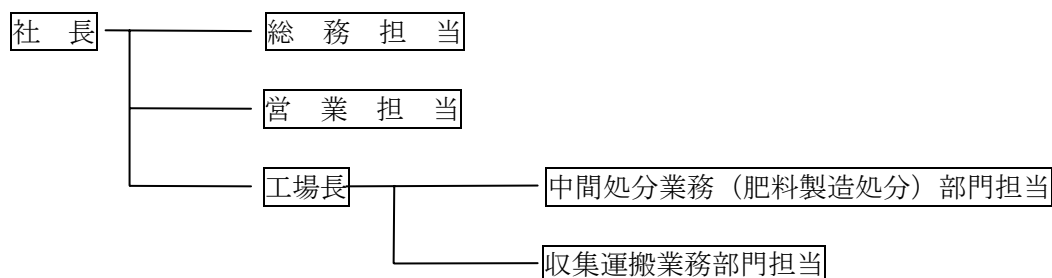 社　長
総　務　担　当
営　業　担　当
工場長
中間処分業務（肥料製造処分）部門担当
収集運搬業務部門担当